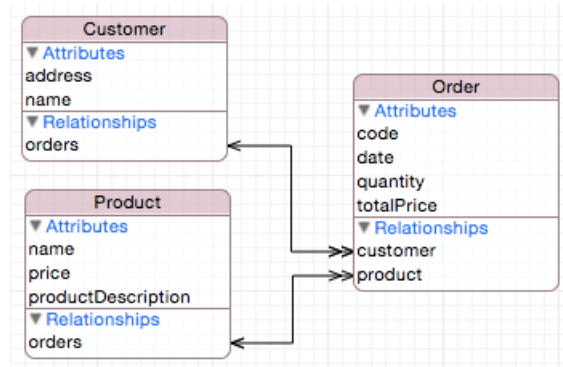 Customer
Attributes
address
name
Relationships
orders
Product
Attributes
name
price
productDescription
Relationships
orders
Order
Attributes
code
date
quantity
totalPrice
Relationships
customer
product